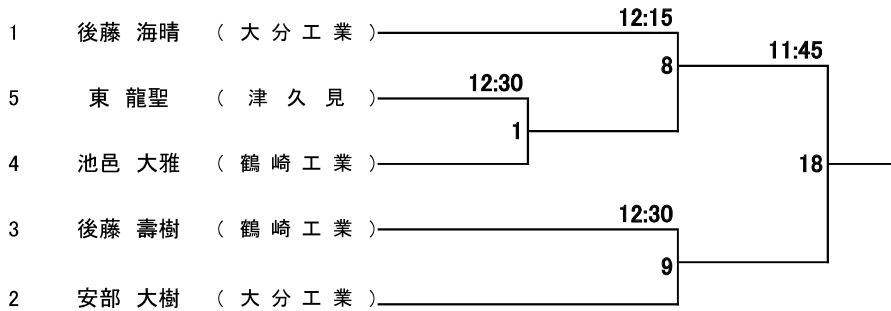 12:15
1 後藤 海晴 ( 大分工業 )
11:45
8
12:30
5 東 龍聖 ( 津久見 )
1
4 池邑 大雅 ( 鶴崎工業 )
18
12:30
3 後藤 壽樹 ( 鶴崎工業 )
9
2 安部 大樹 ( 大分工業 )